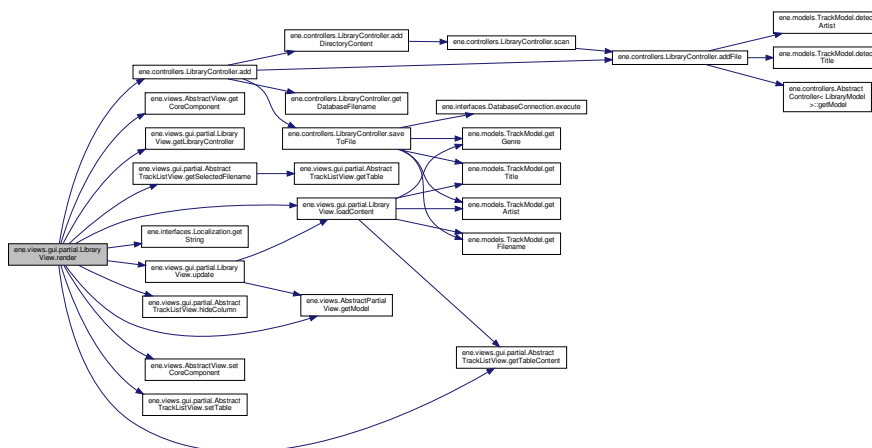 ene.controllers.LibraryController.add
DirectoryContent
ene.controllers.LibraryController.scan
ene.models.TrackModel.detect
Artist
ene.controllers.LibraryController.addFile
ene.models.TrackModel.detect
Title
ene.controllers.LibraryController.add
ene.controllers.Abstract
Controller< LibraryModel
>::getModel
ene.views.AbstractView.get
CoreComponent
ene.controllers.LibraryController.get
DatabaseFilename
ene.interfaces.DatabaseConnection.execute
ene.views.gui.partial.Library
View.getLibraryController
ene.controllers.LibraryController.save
ToFile
ene.models.TrackModel.get
Genre
ene.views.gui.partial.Abstract
TrackListView.getSelectedFilename
ene.views.gui.partial.Abstract
TrackListView.getTable
ene.models.TrackModel.get
Title
ene.views.gui.partial.Library
View.loadContent
ene.models.TrackModel.get
Artist
ene.interfaces.Localization.get
String
ene.models.TrackModel.get
Filename
ene.views.gui.partial.Library
View.render
ene.views.gui.partial.Library
View.update
ene.views.gui.partial.Abstract
TrackListView.hideColumn
ene.views.AbstractPartial
View.getModel
ene.views.gui.partial.Abstract
TrackListView.getTableContent
ene.views.AbstractView.set
CoreComponent
ene.views.gui.partial.Abstract
TrackListView.setTable